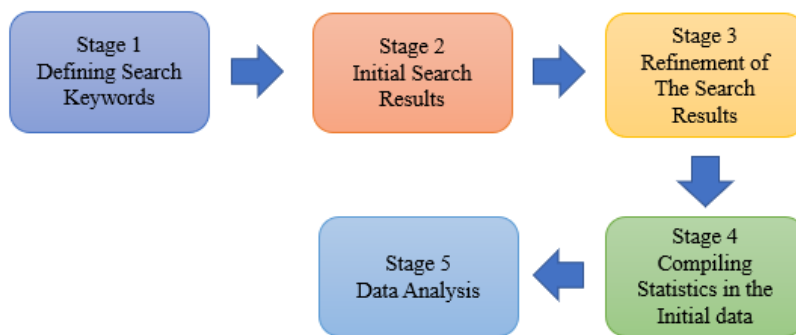 Stage 1
Defining Search
Keywords
Stage 2
Initial Search
Results
Stage 3
Refinement of
The Search
Results
Stage 4
Compiling
Statistics in the
Initial data
Stage 5
Data Analysis